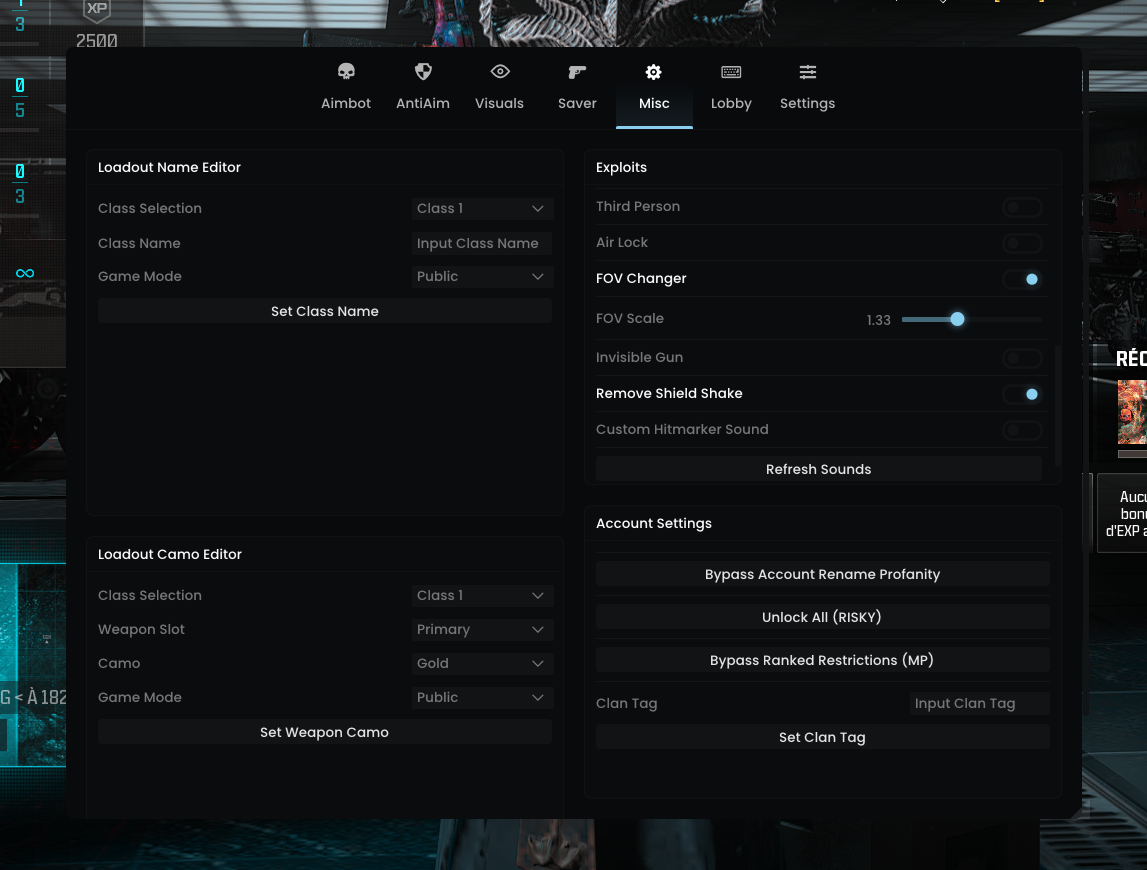 1
3
XP
2500
0
5
0
3
∞
G < À 182
Aimbot
AntiAim
Visuals
Saver
Misc
Lobby
Settings
Loadout Name Editor
Class Selection Class 1
Class Name Input Class Name
Game Mode Public
Set Class Name
Loadout Camo Editor
Class Selection Class 1
Weapon Slot Primary
Camo Gold
Game Mode Public
Set Weapon Camo
Exploits
Third Person
Air Lock
FOV Changer
FOV Scale 1.33
Invisible Gun
Remove Shield Shake
Custom Hitmarker Sound
Refresh Sounds
Account Settings
Bypass Account Rename Profanity
Unlock All (RISKY)
Bypass Ranked Restrictions (MP)
Clan Tag Input Clan Tag
Set Clan Tag
RÉC
Aucu
bonu
d'EXP a